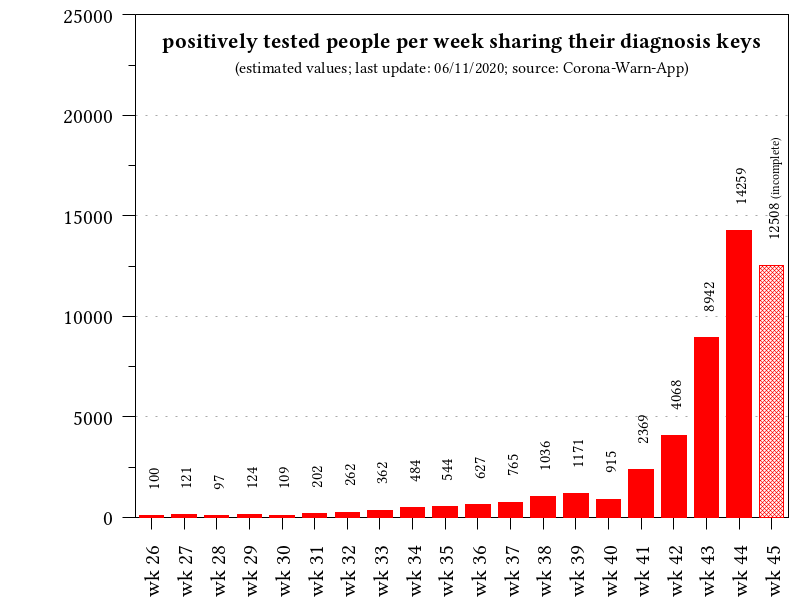 positively tested people per week sharing their diagnosis keys
(estimated values; last update: 06/11/2020; source: Corona-Warn-App)
25000
20000
15000
10000
5000
0
100
121
97
124
109
202
262
362
484
544
627
765
1036
1171
915
2369
4068
8942
14259
12508 (incomplete)
wk 26
wk 27
wk 28
wk 29
wk 30
wk 31
wk 32
wk 33
wk 34
wk 35
wk 36
wk 37
wk 38
wk 39
wk 40
wk 41
wk 42
wk 43
wk 44
wk 45